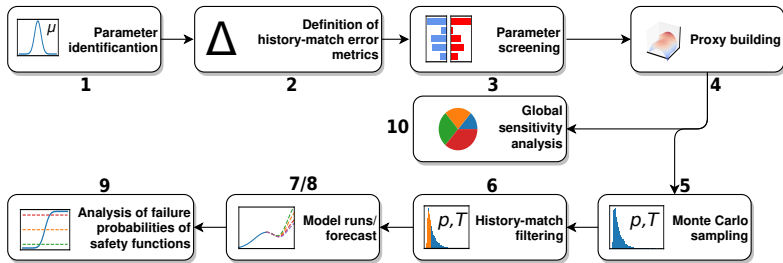 μ
Parameter
identificantion
1
Δ
Definition of
history-match error
metrics
2
Parameter
screening
3
Proxy building
4
10
Global
sensitivity
analysis
9
Analysis of failure
probabilities of
safety functions
7/8
Model runs/
forecast
6
p,T
History-match
filtering
5
p,T
Monte Carlo
sampling